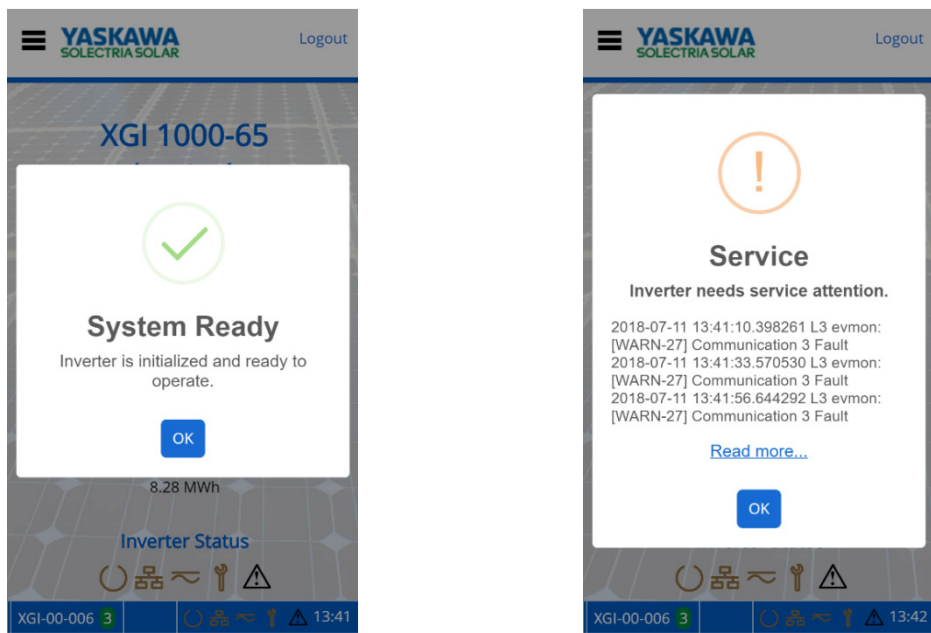 YASKAWA
SOLECTRIA SOLAR
Logout
XGI 1000-65
System Ready
Inverter is initialized and ready to
operate.
OK
8.28 MWh
Inverter Status
XGI-00-006 3
13:41
YASKAWA
SOLECTRIA SOLAR
Logout
!
Service
Inverter needs service attention.
2018-07-11 13:41:10.398261 L3 evmon:
[WARN-27] Communication 3 Fault
2018-07-11 13:41:33.570530 L3 evmon:
[WARN-27] Communication 3 Fault
2018-07-11 13:41:56.644292 L3 evmon:
[WARN-27] Communication 3 Fault
Read more...
OK
XGI-00-006 3
13:42